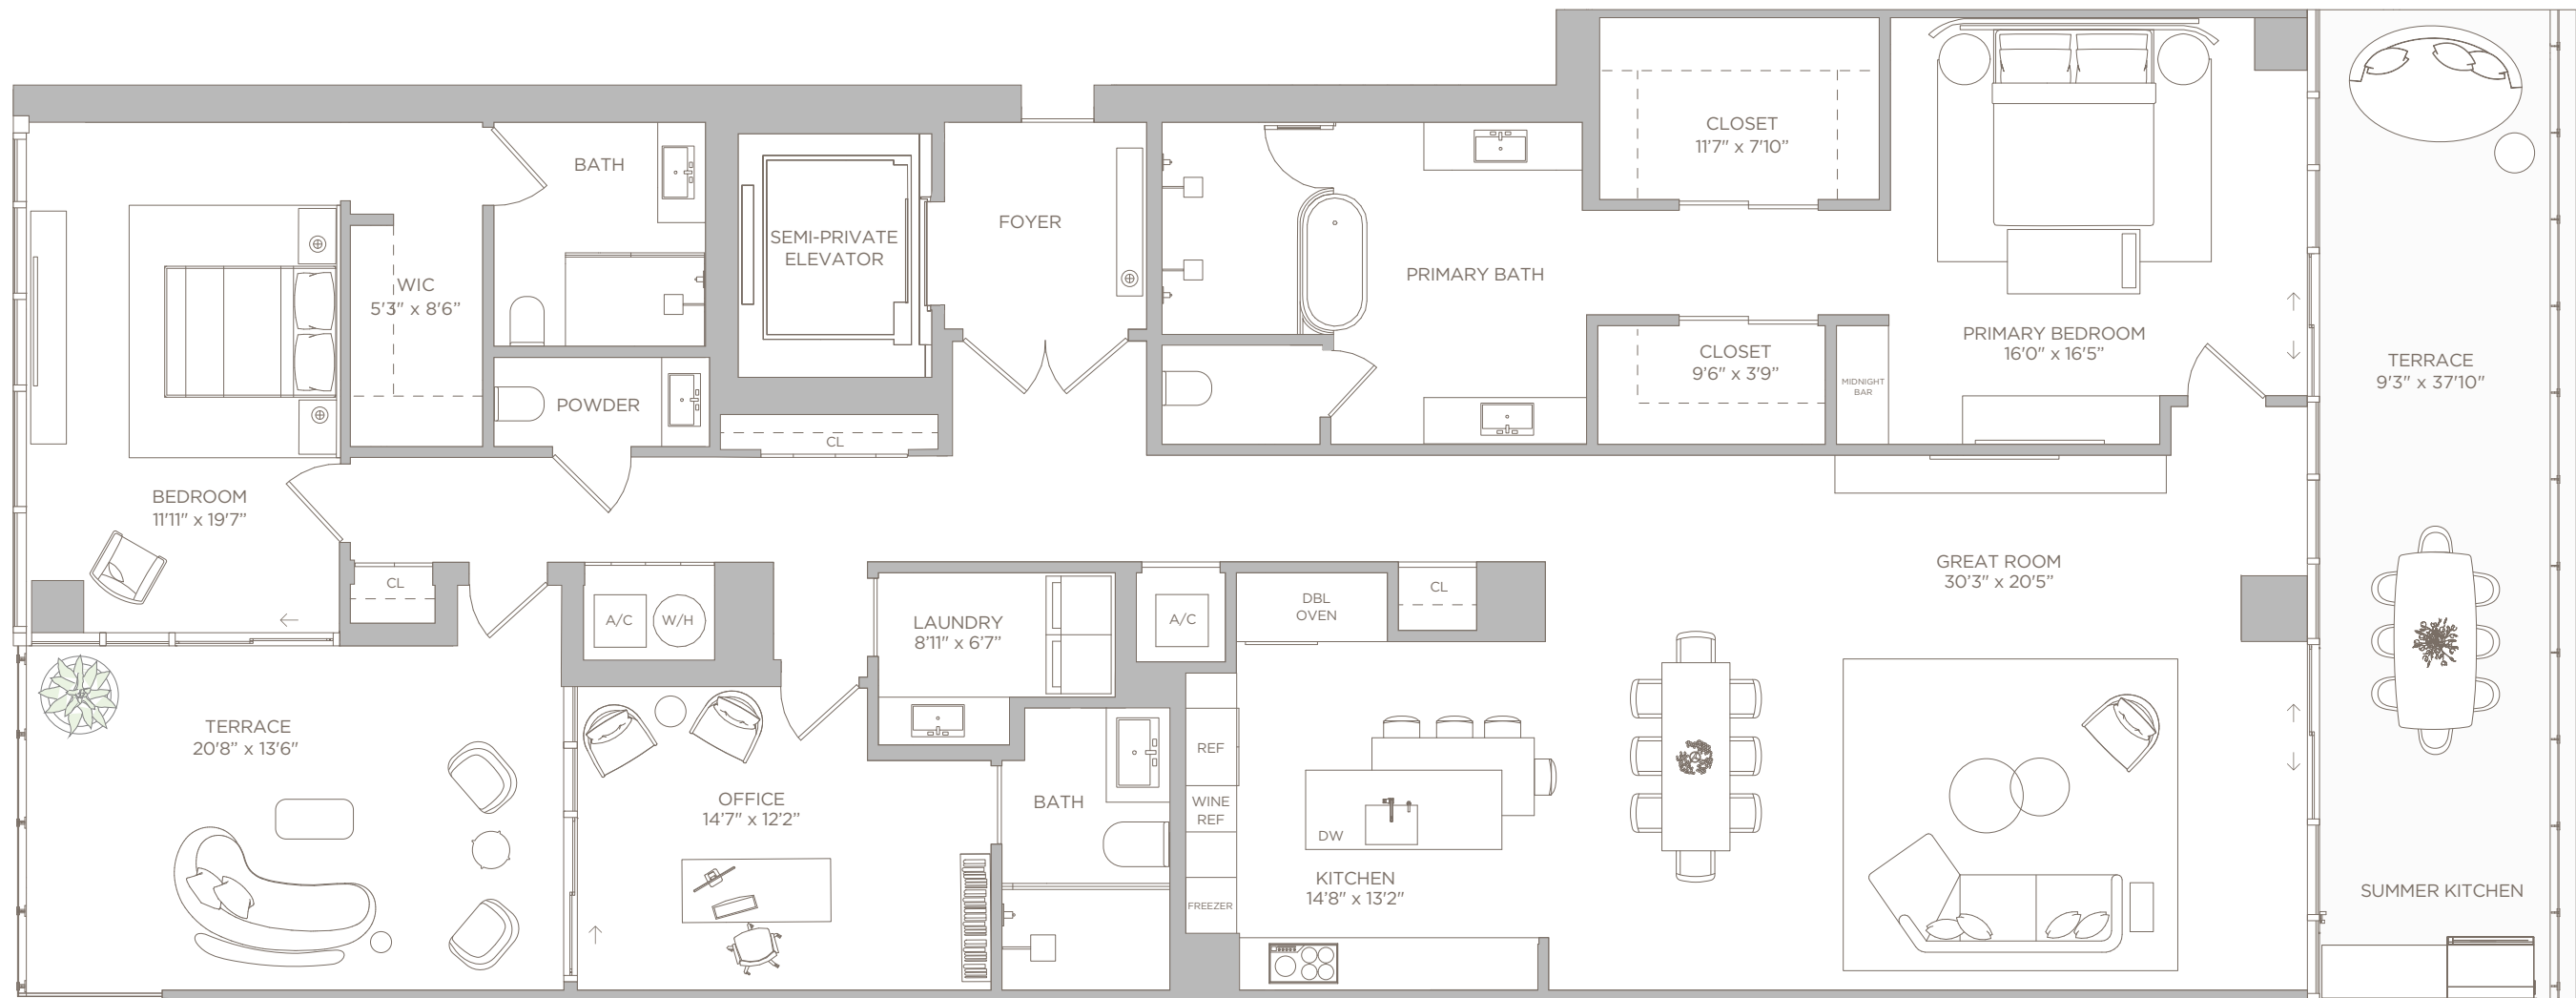 BATH
SEMI-PRIVATE
ELEVATOR
FOYER
WIC
5'3" x 8'6"
POWDER
CL
PRIMARY BATH
CLOSET
11'7" x 7'10"
CLOSET
9'6" x 3'9"
MIDNIGHT
BAR
PRIMARY BEDROOM
16'0" x 16'5"
TERRACE
9'3" x 37'10"
BEDROOM
11'11" x 19'7"
CL
A/C
W/H
LAUNDRY
8'11" x 6'7"
A/C
DBL
OVEN
CL
GREAT ROOM
30'3" x 20'5"
TERRACE
20'8" x 13'6"
OFFICE
14'7" x 12'2"
BATH
REF
WINE
REF
FREEZER
DW
KITCHEN
14'8" x 13'2"
SUMMER KITCHEN